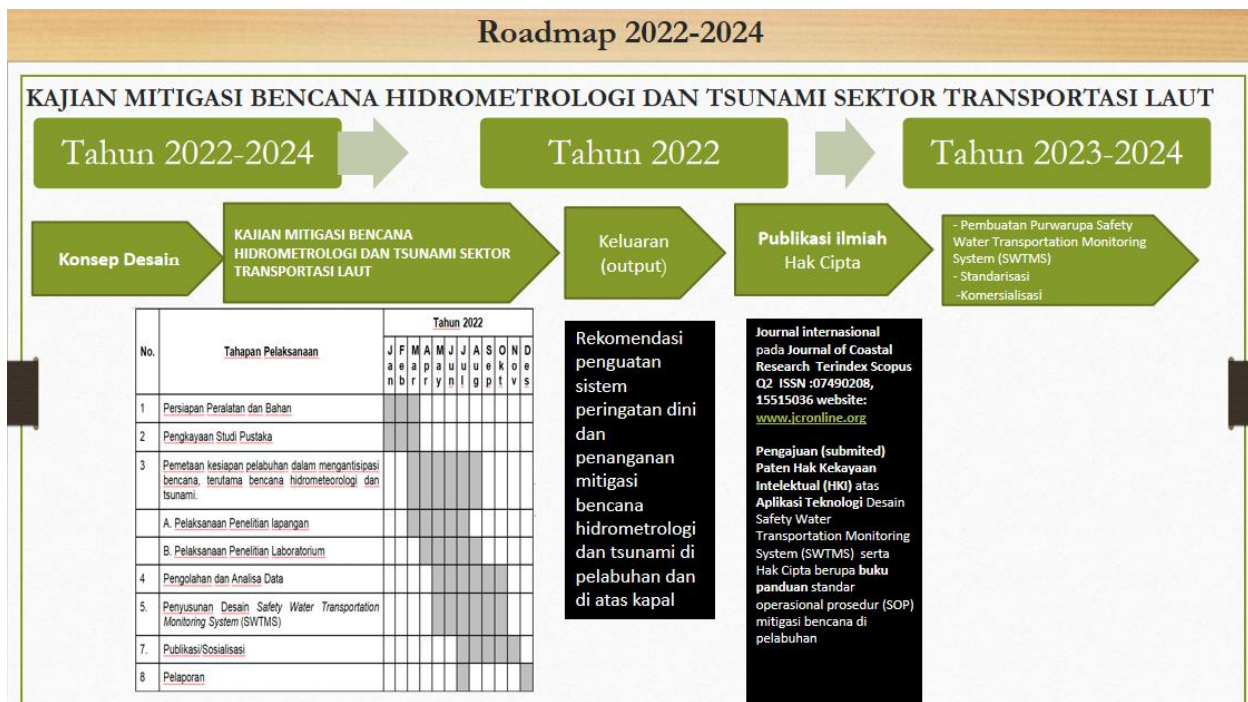 Roadmap 2022-2024
KAJIAN MITIGASI BENCANA HIDROMETROLOGI DAN TSUNAMI SEKTOR TRANSPORTASI LAUT
Tahun 2022-2024
Tahun 2022
Tahun 2023-2024
Konsep Desain
KAJIAN MITIGASI BENCANA
HIDROMETROLOGI DAN TSUNAMI SEKTOR
TRANSPORTASI LAUT
Keluaran
(output)
Publikasi ilmiah
Hak Cipta
- Pembuatan Purwarupa Safety
Water Transportation Monitoring
System (SWTMS)
- Standarisasi
-Komersialisasi
No.
Tahapan Pelaksanaan
Tahun 2022
Jan Feb Mar Apr May Jun Jul Aug Sep Okt Nov Des
1 Persiapan Peralatan dan Bahan
2 Pengkayaan Studi Pustaka
3 Pemetaan kesiapan pelabuhan dalam mengantisipasi
bencana, terutama bencana hidrometeorologi dan
tsunami.
A. Pelaksanaan Penelitian lapangan
B. Pelaksanaan Penelitian Laboratorium
4 Pengolahan dan Analisa Data
5. Penyusunan Desain Safety Water Transportation
Monitoring System (SWTMS)
7. Publikasi/Sosialisasi
8 Pelaporan
Rekomendasi
penguatan
sistem
peringatan dini
dan
penanganan
mitigasi
bencana
hidrometrologi
dan tsunami di
pelabuhan dan
di atas kapal
Journal internasional
pada Journal of Coastal
Research Terindex Scopus
Q2 ISSN :07490208,
15515036 website:
www.jcronline.org
Pengajuan (submited)
Paten Hak Kekayaan
Intelektual (HKI) atas
Aplikasi Teknologi Desain
Safety Water
Transportation Monitoring
System (SWTMS) serta
Hak Cipta berupa buku
panduan standar
operasional prosedur (SOP)
mitigasi bencana di
pelabuhan